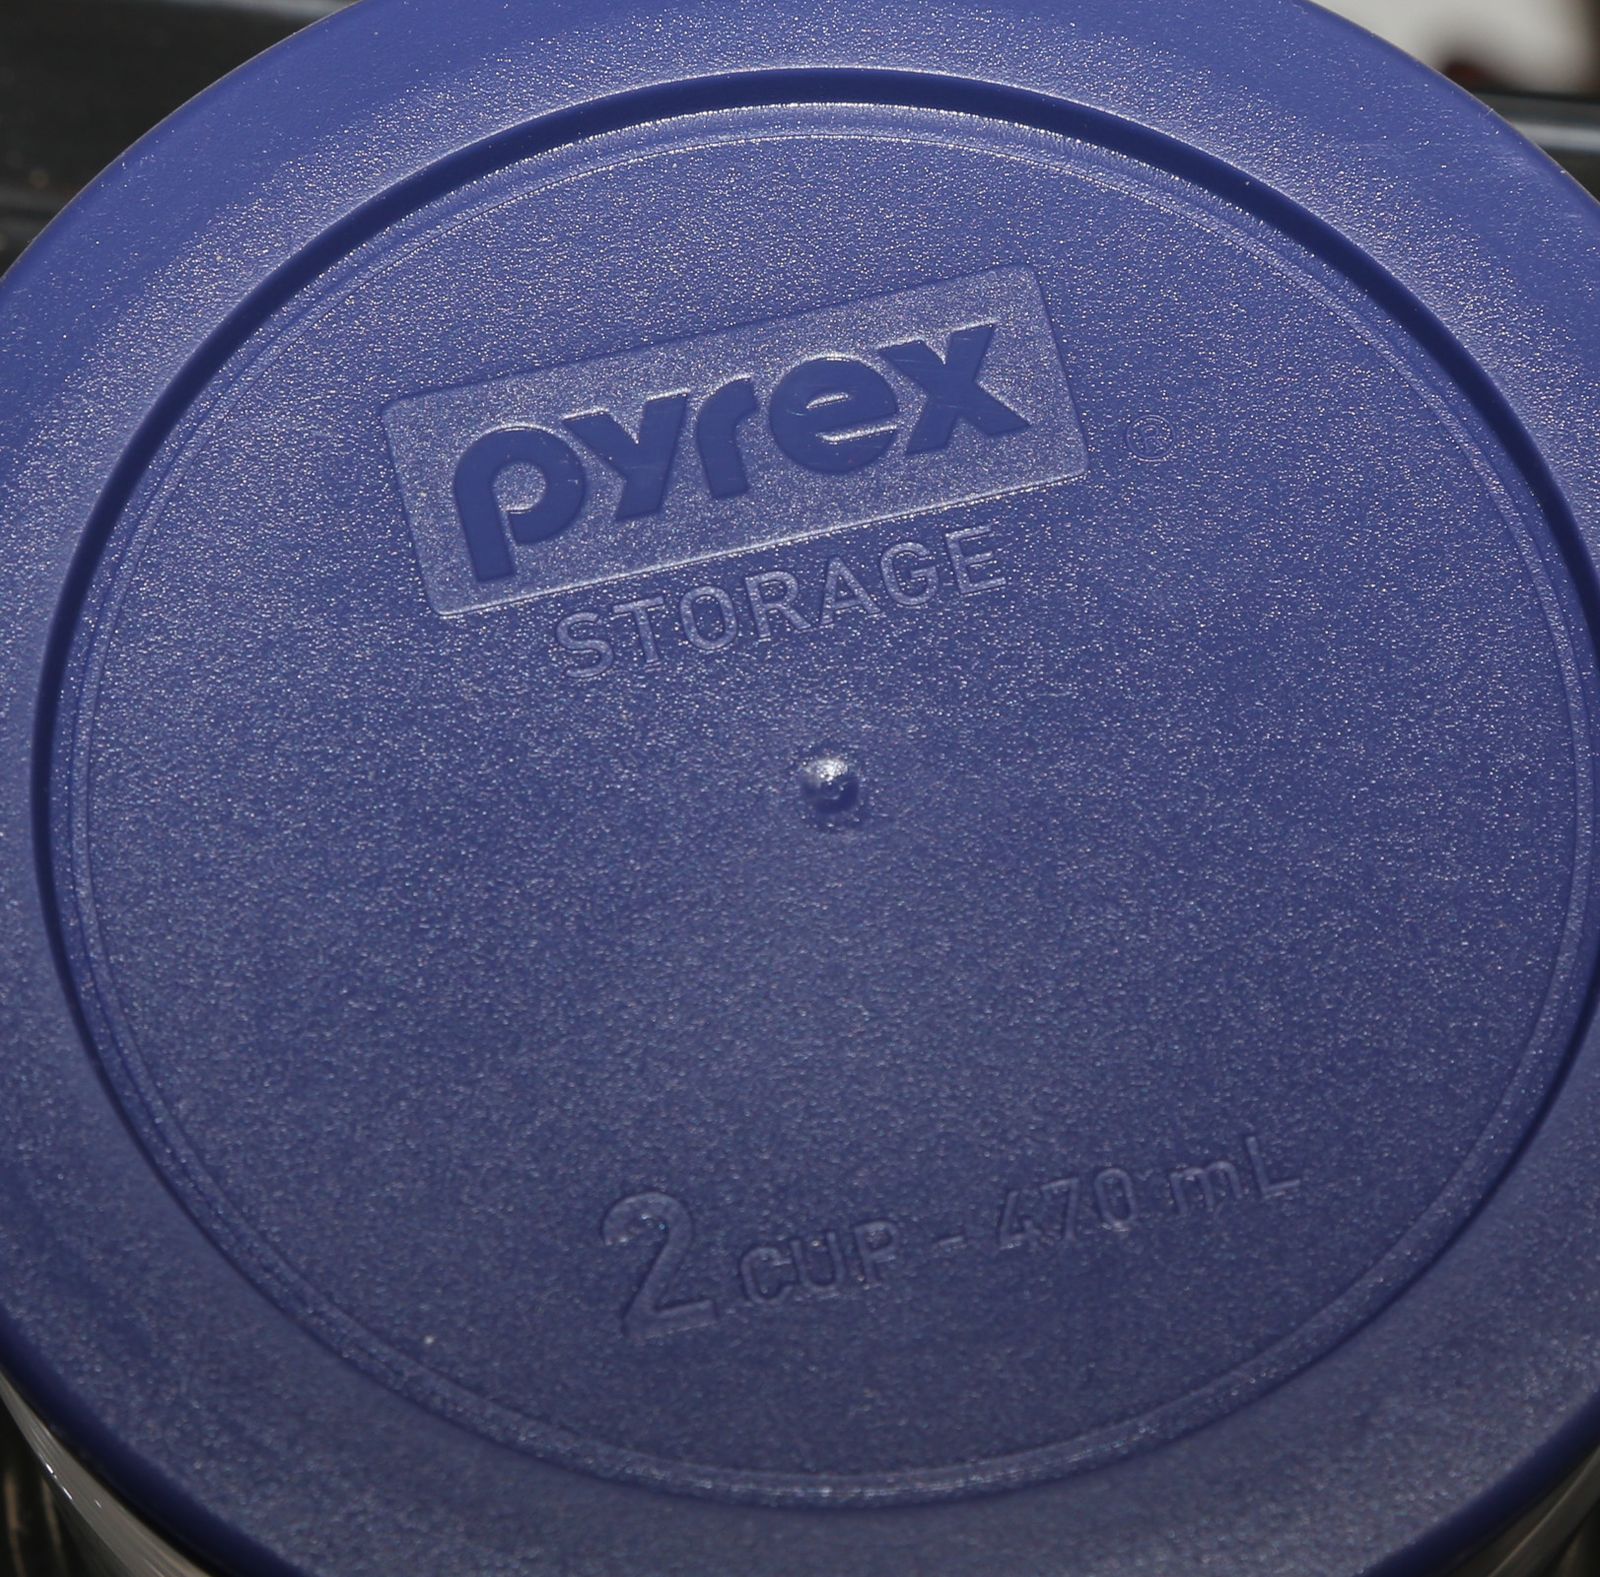 pyrex ®
STORAGE
2 CUP - 470 mL